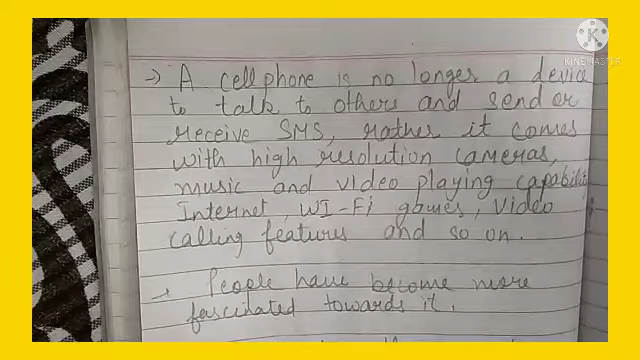 KINEMASTER
→ A cellphone is no longer a device
to talk to others and send or
receive SMS, rather it comes
with high resolution cameras,
music and video playing capability
Internet, WI-Fi games, Video
calling features and so on.
→ People have become more
fascinated towards it.